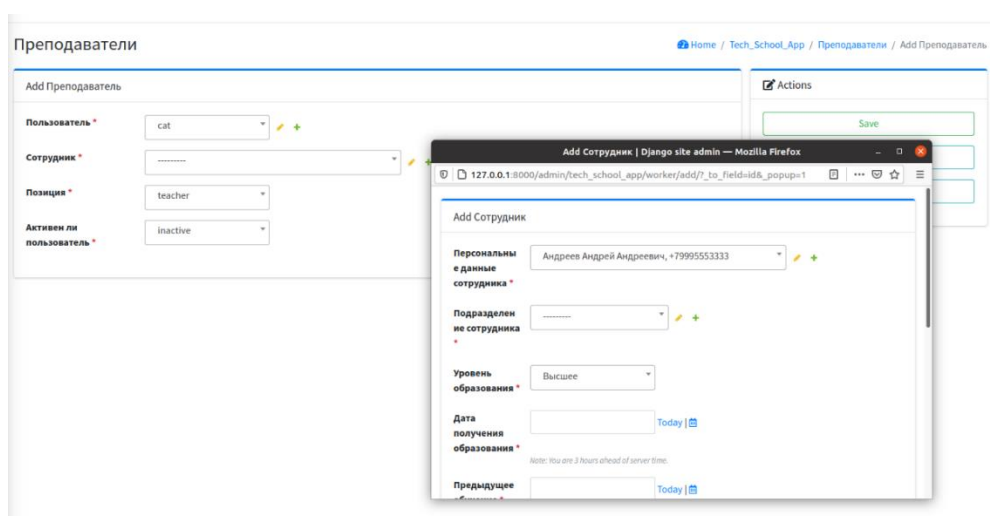 Преподаватели
Home / Tech_School_App / Преподаватели / Add Преподаватель
Add Преподаватель
Actions
Пользователь *
cat
Save
Сотрудник *
---------
Позиция *
teacher
Активен ли
пользователь *
inactive
Add Сотрудник | Django site admin — Mozilla Firefox
127.0.0.1:8000/admin/tech_school_app/worker/add/?_to_field=id&_popup=1
Add Сотрудник
Персональны
е данные
сотрудника *
Андреев Андрей Андреевич, +79995553333
Подразделен
ие сотрудника
*
---------
Уровень
образования *
Высшее
Дата
получения
образования *
Today |
Note: You are 3 hours ahead of server time.
Предыдущее
Today |